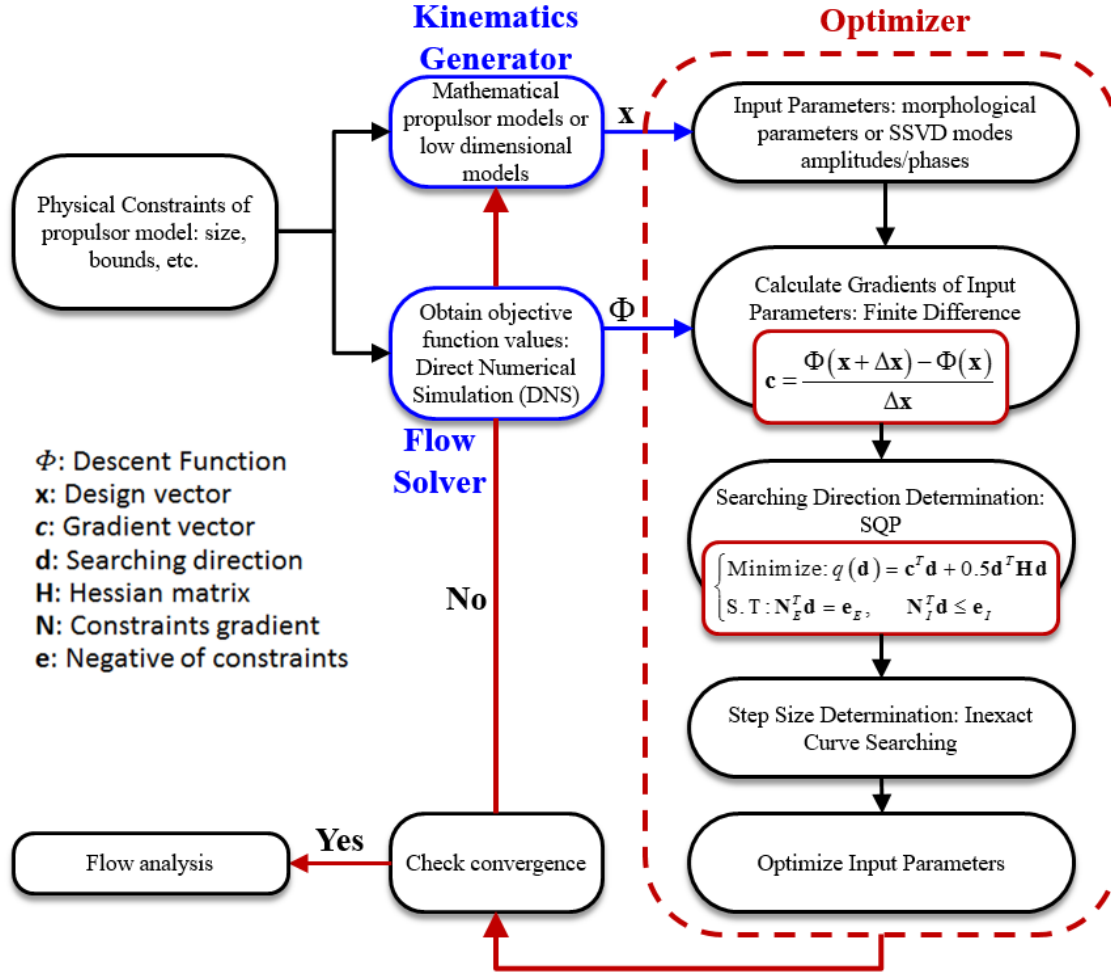 Kinematics
Generator
Optimizer
Mathematical
propulsor models or
low dimensional
models
x
Input Parameters: morphological
parameters or SSVD modes
amplitudes/phases
Physical Constraints of
propulsor model: size,
bounds, etc.
Obtain objective
function values:
Direct Numerical
Simulation (DNS)
Φ
Calculate Gradients of Input
Parameters: Finite Difference
c = Φ(x + Δx) − Φ(x) / Δx
Flow
Solver
Φ: Descent Function
x: Design vector
c: Gradient vector
d: Searching direction
H: Hessian matrix
N: Constraints gradient
e: Negative of constraints
Searching Direction Determination:
SQP
{Minimize: q(d) = c^T d + 0.5d^T Hd
S.T: N_E^T d = e_E, N_I^T d ≤ e_I
No
Step Size Determination: Inexact
Curve Searching
Yes
Flow analysis
Check convergence
Optimize Input Parameters